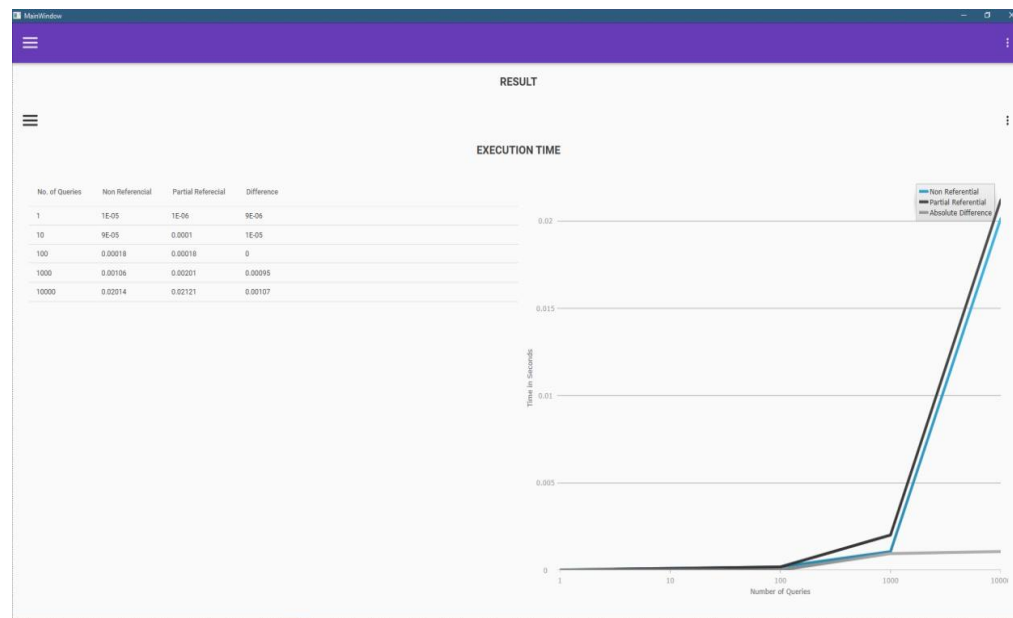 MainWindow
RESULT
EXECUTION TIME
No. of Queries Non Referencial Partial Referecial Difference
1 1E-05 1E-06 9E-06
10 9E-05 0.0001 1E-05
100 0.00018 0.00018 0
1000 0.00106 0.00201 0.00095
10000 0.02014 0.02121 0.00107
Non Referential
Partial Referential
Absolute Difference
0.02
0.015
0.01
0.005
0
Time in Seconds
1 10 100 1000 1000
Number of Queries